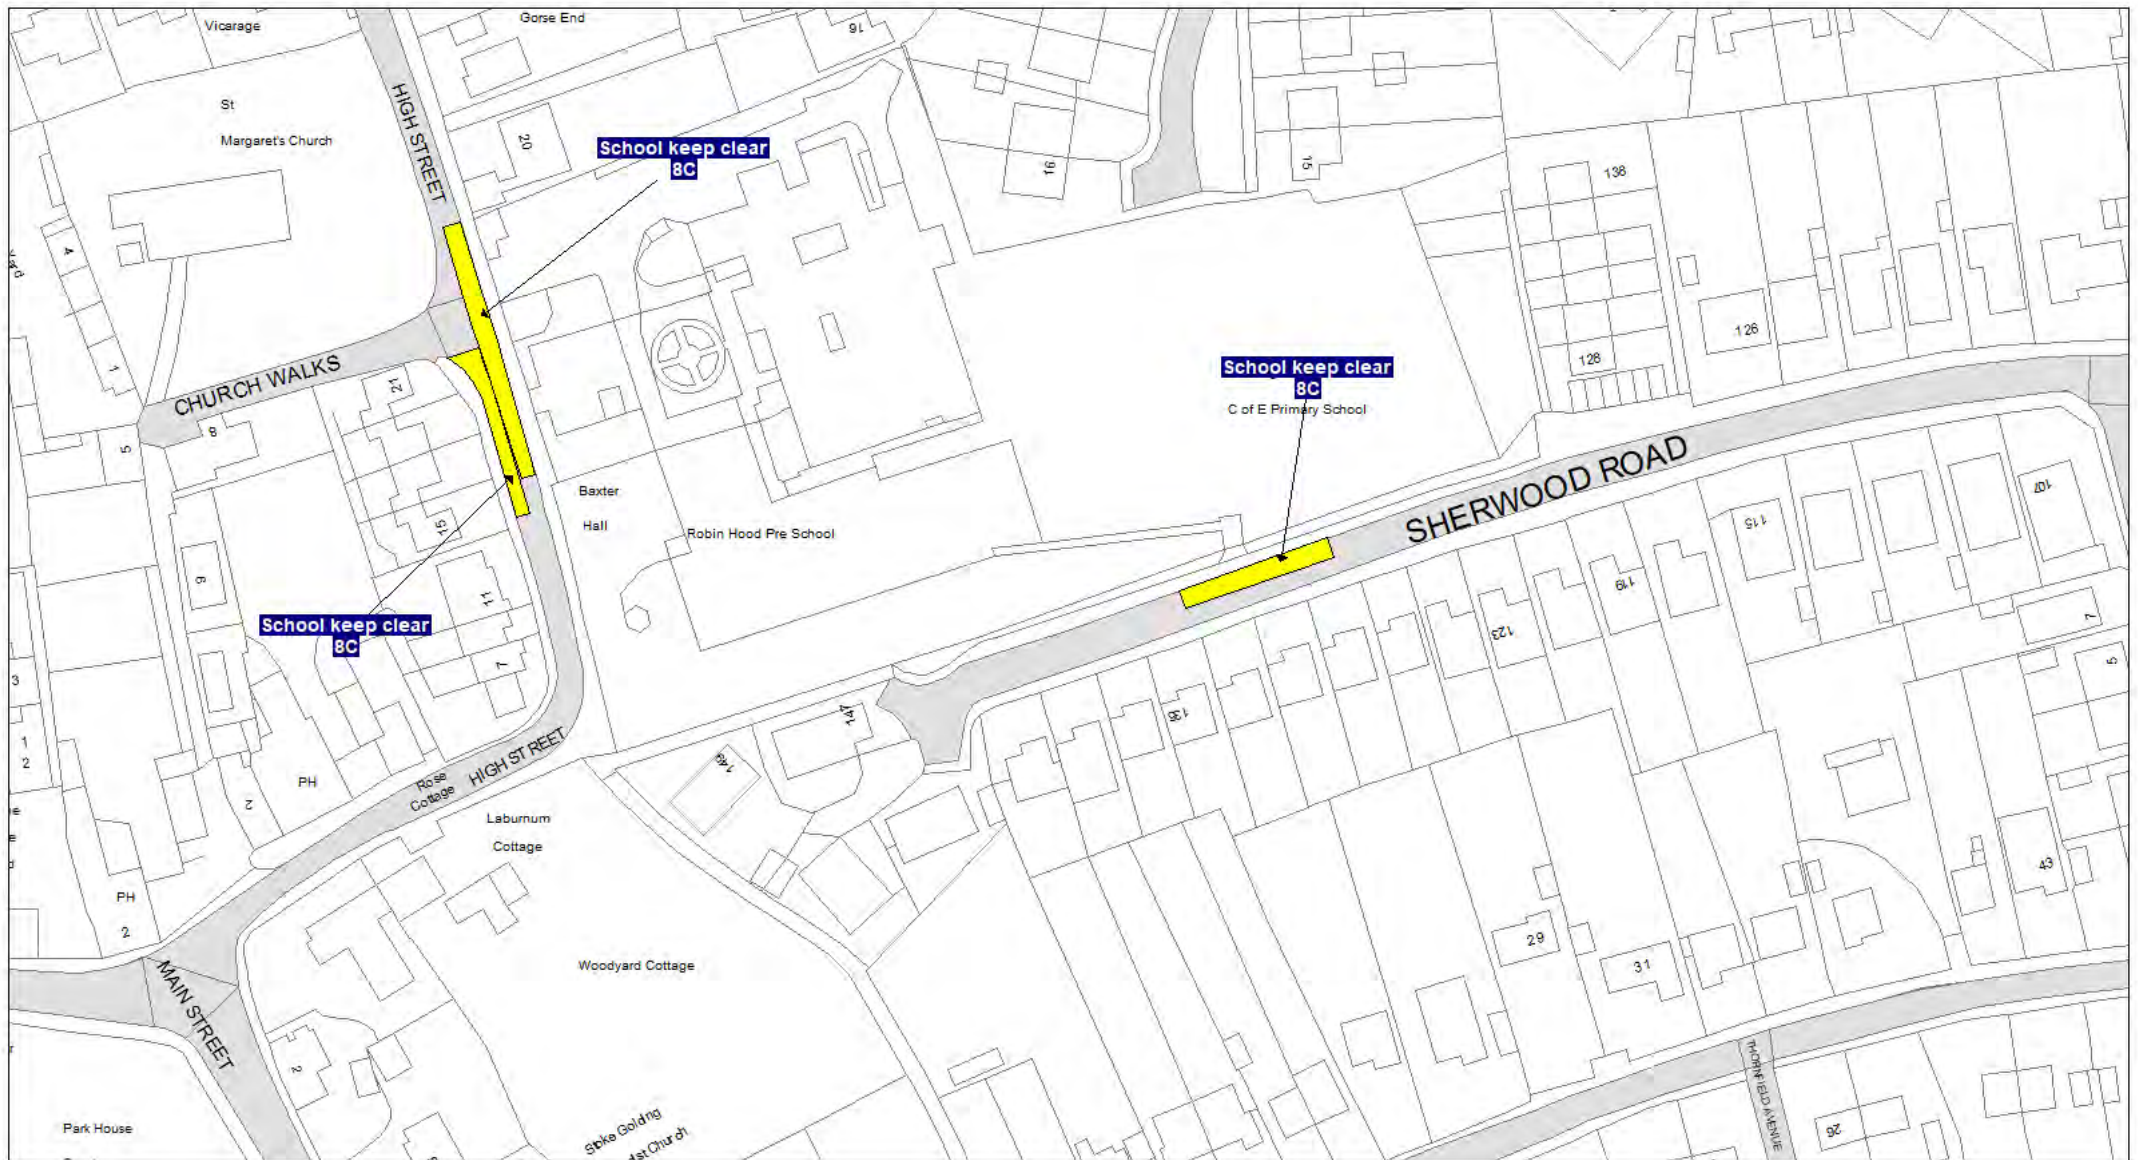 Vicarage
Gorse End
16
St
Margaret's Church
HIGH STREET
20
School keep clear
8C
16
15
138
4
1
CHURCH WALKS
21
8
5
School keep clear
8C
C of E Primary School
128
126
SHERWOOD ROAD
107
115
Baxter
Hall
15
Robin Hood Pre School
9
11
119
123
7
School keep clear
8C
7
5
3
1
2
136
147
149
HIGH STREET
Rose
Cottage
PH
2
Laburnum
Cottage
PH
2
43
29
31
Woodyard Cottage
MAIN STREET
2
THORNFIELD AVENUE
26
Park House
Stoke Golding